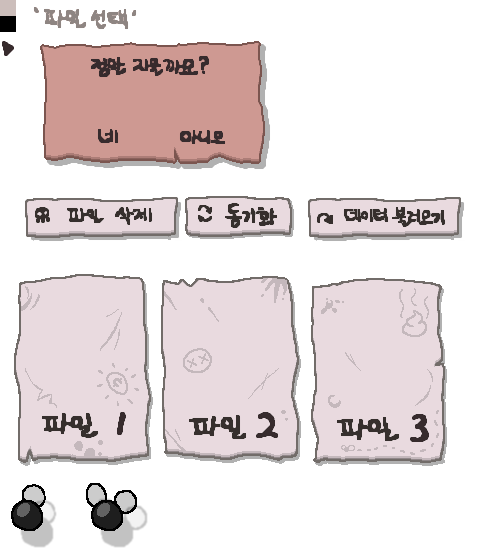 '파일 선택'
정말 지울까요?
네 아니오
파일 삭제 동기화 데이터 불러오기
파일 1 파일 2 파일 3